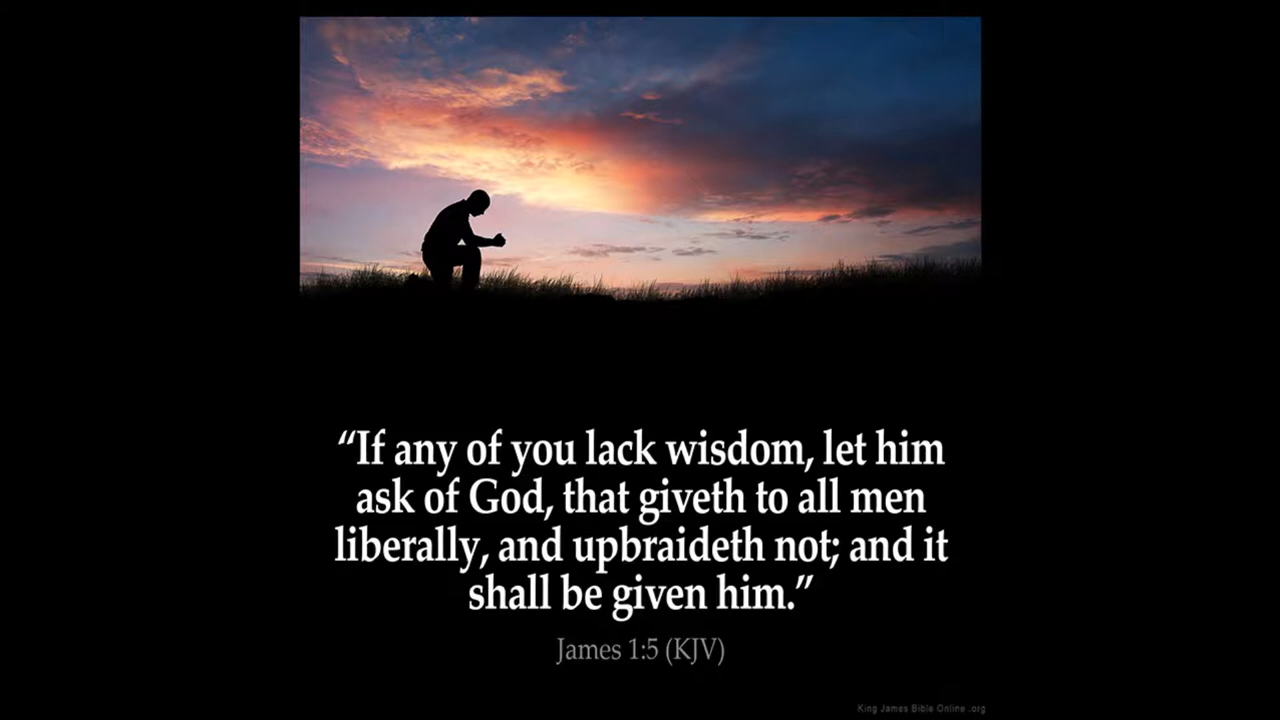 “If any of you lack wisdom, let him
ask of God, that giveth to all men
liberally, and upbraideth not; and it
shall be given him.”
James 1:5 (KJV)
King James Bible Online .org